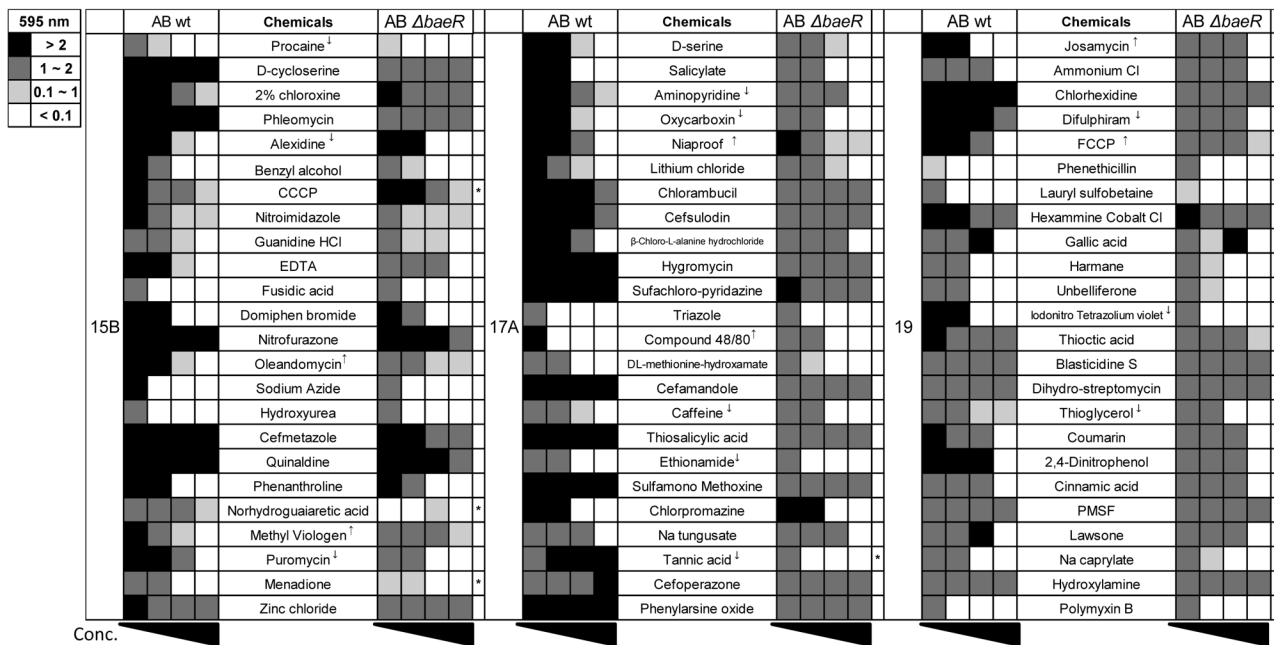 595 nm
> 2
1 ~ 2
0.1 ~ 1
< 0.1
AB wt Chemicals AB ΔbaeR
15B
Procaine↓
D-cycloserine
2% chloroxine
Phleomycin
Alexidine↓
Benzyl alcohol
CCCP *
Nitroimidazole
Guanidine HCl
EDTA
Fusidic acid
Domiphen bromide
Nitrofurazone
Oleandomycin↑
Sodium Azide
Hydroxyurea
Cefmetazole
Quinaldine
Phenanthroline
Norhydroguaiaretic acid *
Methyl Viologen↑
Puromycin↓
Menadione *
Zinc chloride
AB wt Chemicals AB ΔbaeR
17A
D-serine
Salicylate
Aminopyridine↓
Oxycarboxin↓
Niaproof ↑
Lithium chloride
Chlorambucil
Cefsulodin
β-Chloro-L-alanine hydrochloride
Hygromycin
Sufachloro-pyridazine
Triazole
Compound 48/80↑
DL-methionine-hydroxamate
Cefamandole
Caffeine↓
Thiosalicylic acid
Ethionamide↓
Sulfamono Methoxine
Chlorpromazine
Na tungusate
Tannic acid↓ *
Cefoperazone
Phenylarsine oxide
AB wt Chemicals AB ΔbaeR
19
Josamycin ↑
Ammonium Cl
Chlorhexidine
Difulphiram ↓
FCCP ↑
Phenethicillin
Lauryl sulfobetaine
Hexammine Cobalt Cl
Gallic acid
Harmane
Unbelliferone
Iodonitro Tetrazolium violet↓
Thioctic acid
Blasticidine S
Dihydro-streptomycin
Thioglycerol↓
Coumarin
2,4-Dinitrophenol
Cinnamic acid
PMSF
Lawsone
Na caprylate
Hydroxylamine
Polymyxin B
Conc.